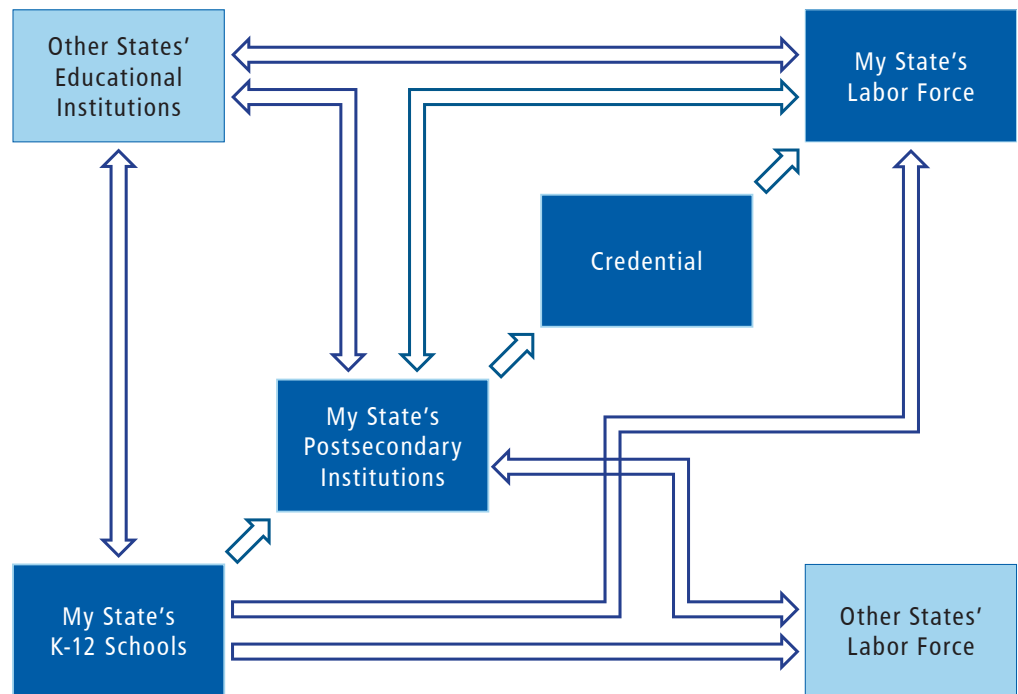 Other States’
Educational
Institutions
My State’s
Labor Force
Credential
My State’s
Postsecondary
Institutions
My State’s
K-12 Schools
Other States’
Labor Force